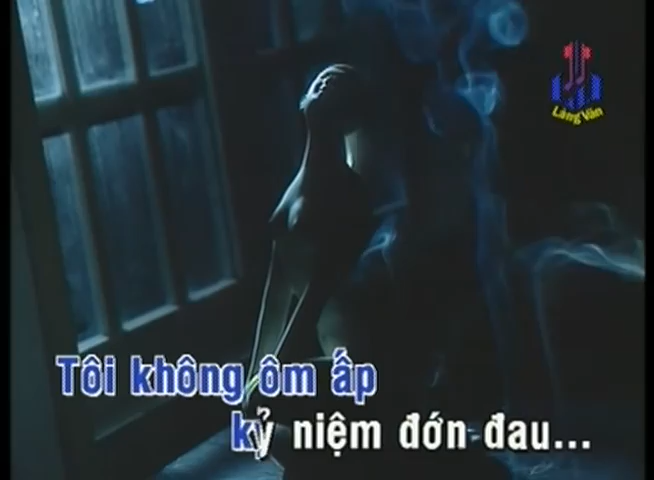 Làng Văn
Tôi không ôm ấp
kỷ niệm đớn đau...